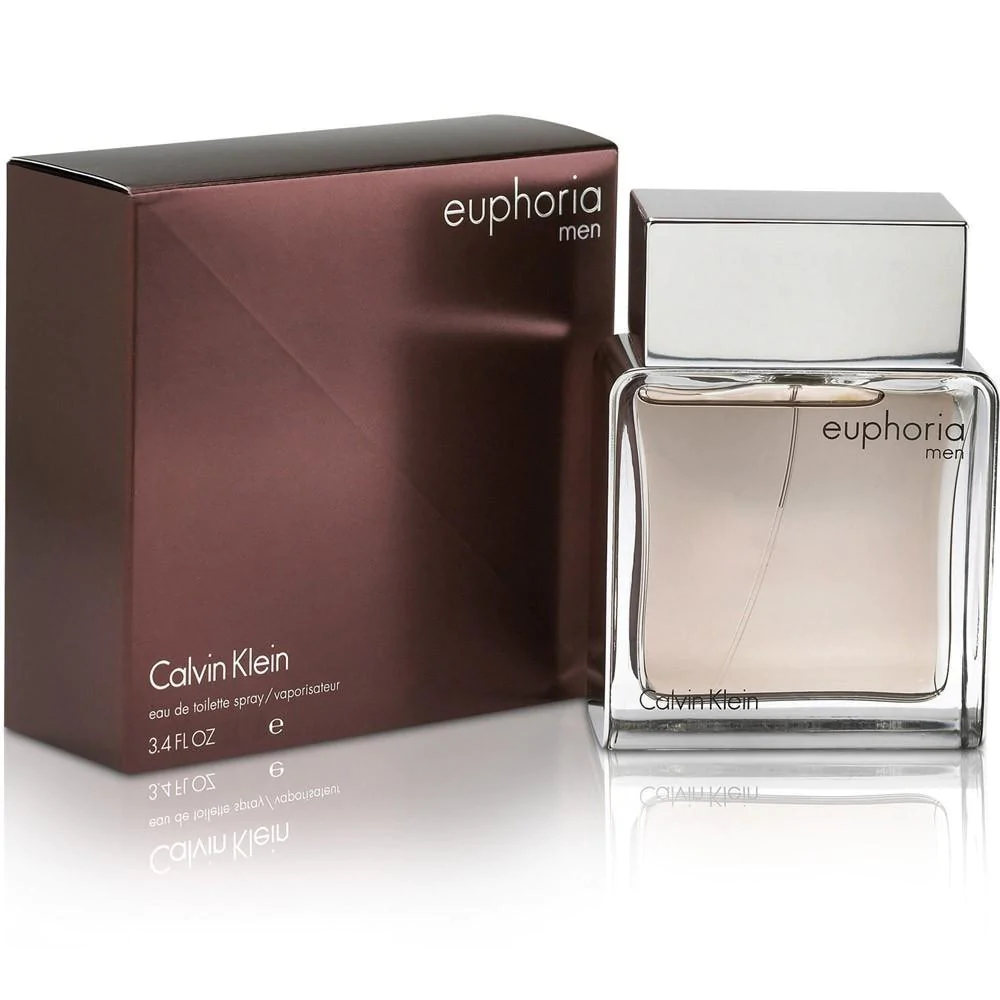 euphoria
men
Calvin Klein
eau de toilette spray/vaporisateur
3.4 FL OZ ℮
euphoria
men
Calvin Klein